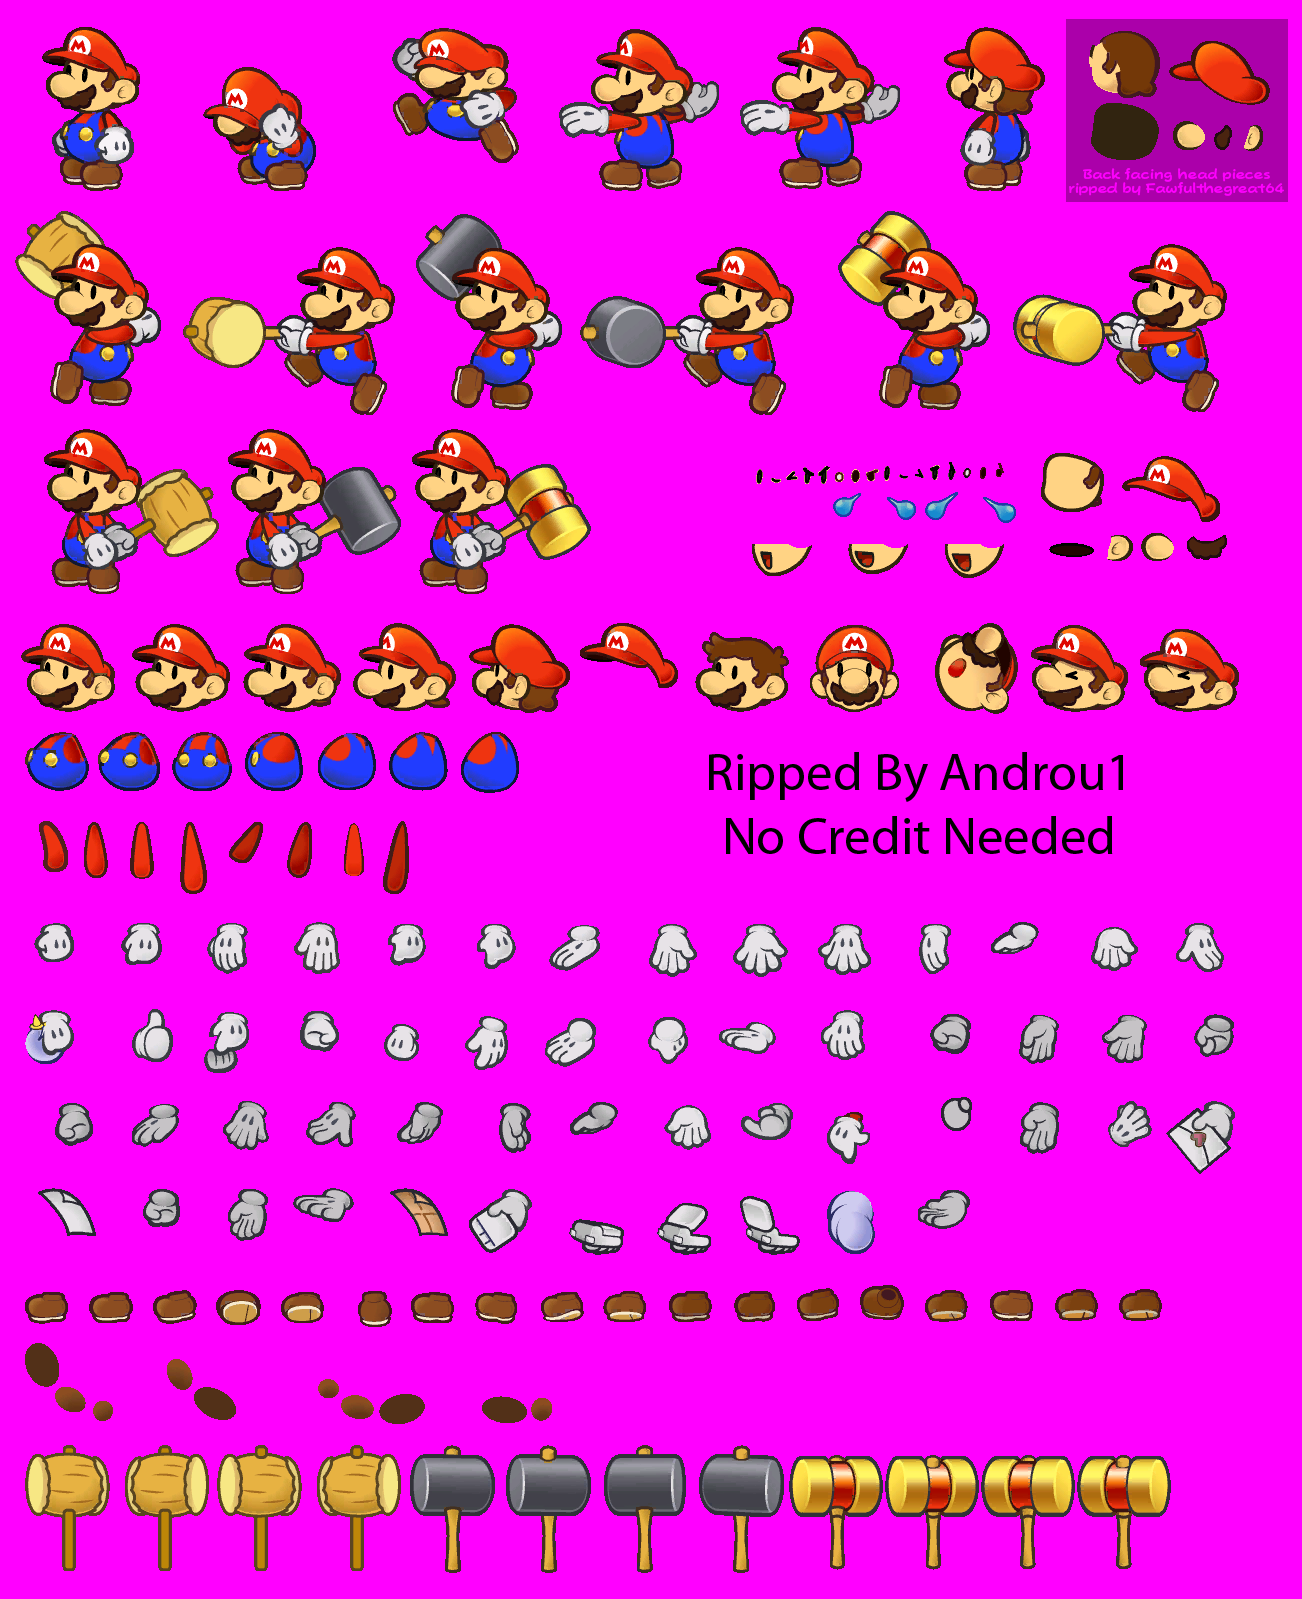 Back facing head pieces
ripped by Fawfulthegreat64
Ripped By Androu1
No Credit Needed